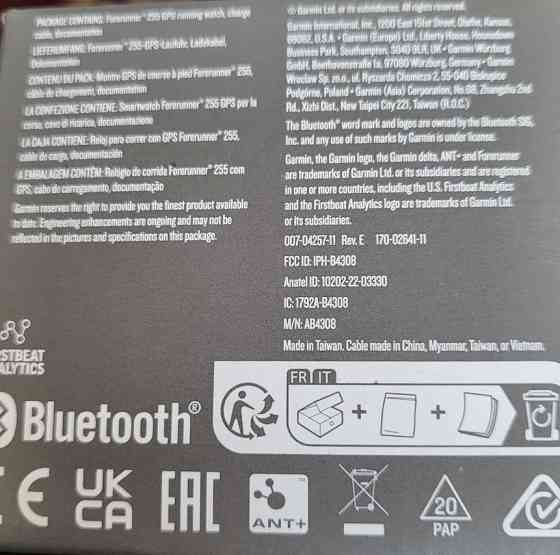 PACKAGE CONTAINS: Forerunner® 255 GPS running watch, charge
cable, documentation
LIEFERUMFANG: Forerunner® 255-GPS-Laufuhr, Ladekabel,
Dokumentation
CONTENU DU PACK: Montre GPS de course à pied Forerunner® 255,
câble de chargement, documentation
LA CONFEZIONE CONTIENE: Smartwatch Forerunner® 255 GPS per la
corsa, cavo di ricarica, documentazione
LA CAJA CONTIENE: Reloj para correr con GPS Forerunner® 255,
cable de carga, documentación
A EMBALAGEM CONTÉM: Relógio de corrida Forerunner® 255 com
GPS, cabo de carregamento, documentação
Garmin reserves the right to provide you the finest product available
to date. Engineering enhancements are ongoing and may not be
reflected in the pictures and specifications on this package.
© Garmin Ltd. or its subsidiaries. All rights reserved.
Garmin International, Inc., 1200 East 151st Street, Olathe, Kansas,
66062, U.S.A. • Garmin (Europe) Ltd., Liberty House, Hounsdown
Business Park, Southampton, SO40 9LR, UK • Garmin Würzburg
GmbH, Beethovenstraße 1a, 97080 Würzburg, Germany • Garmin
Wrocław Sp. z o.o., ul. Ryszarda Chomicza 2, 55-040 Biskupice
Podgórne, Poland • Garmin (Asia) Corporation, No.68, Zhangshu 2nd
Rd., Xizhi Dist., New Taipei City 221, Taiwan (R.O.C.)
The Bluetooth® word mark and logos are owned by the Bluetooth SIG,
Inc. and any use of such marks by Garmin is under license.
Garmin, the Garmin logo, the Garmin delta, ANT+ and Forerunner
are trademarks of Garmin Ltd. or its subsidiaries and are registered
in one or more countries, including the U.S. Firstbeat Analytics
and the Firstbeat Analytics logo are trademarks of Garmin Ltd.
or its subsidiaries.
007-04257-11 Rev. E 170-02641-11
FCC ID: IPH-B4308
Anatel ID: 10202-22-03330
IC: 1792A-B4308
M/N: AB4308
Made in Taiwan. Cable made in China, Myanmar, Taiwan, or Vietnam.
STBEAT
ALYTICS
FR IT
+ +
Bluetooth®
CE
UK
CA
EAC
ANT+™
20
PAP